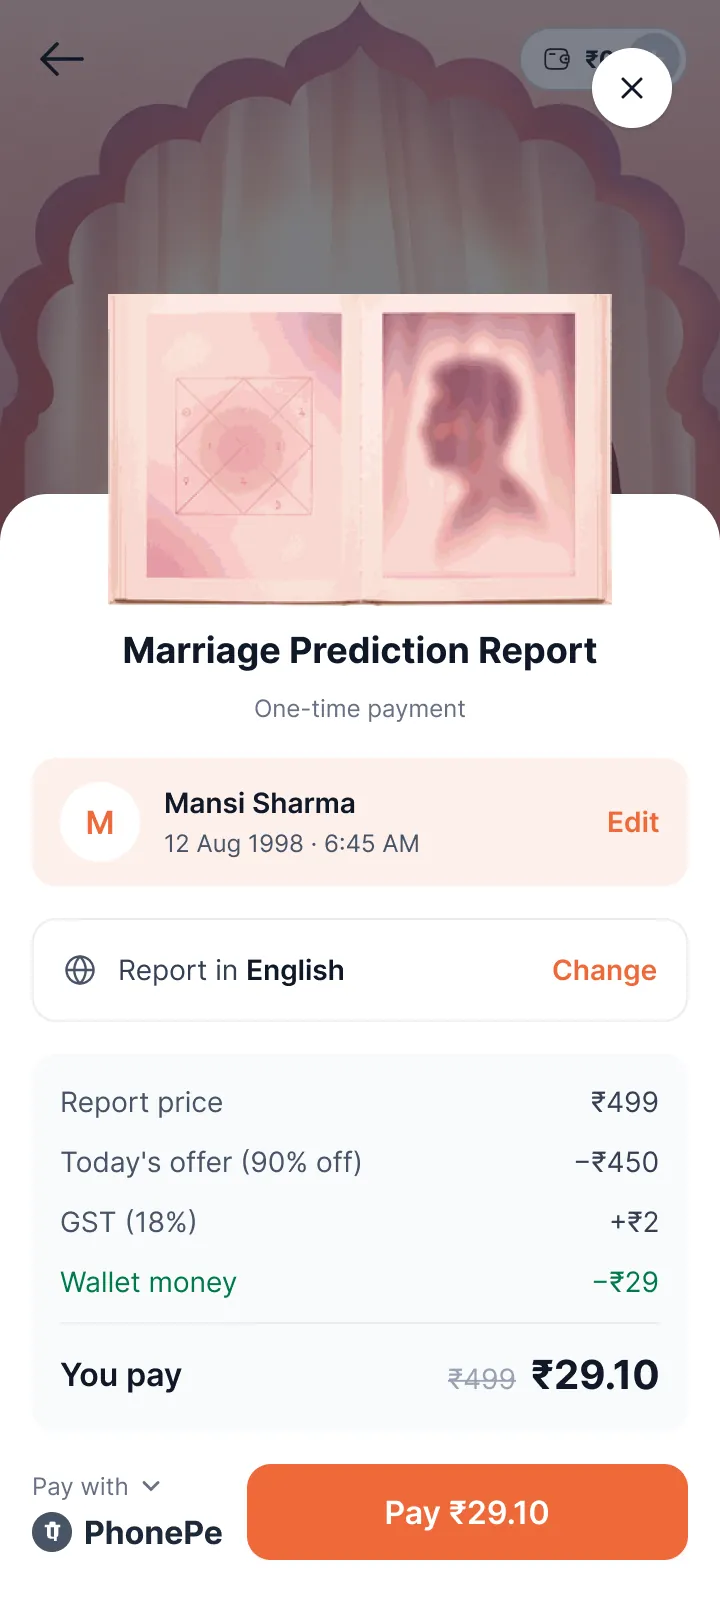 Marriage Prediction Report
One-time payment
M
Mansi Sharma
12 Aug 1998 · 6:45 AM
Edit
Report in English
Change
Report price ₹499
Today's offer (90% off) −₹450
GST (18%) +₹2
Wallet money −₹29
You pay ₹499 ₹29.10
Pay with
PhonePe
Pay ₹29.10